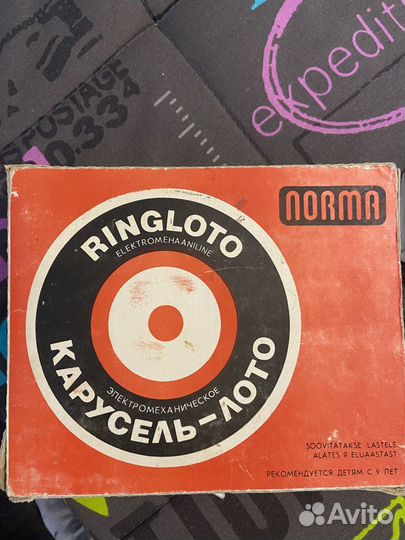 POSTAGE
0.334
expediti
NORMA
RINGLOTO
ELEKTROMEHAANILINE
ЭЛЕКТРОМЕХАНИЧЕСКОЕ
КАРУСЕЛЬ-ЛОТО
SOOVITATAKSE LASTELE
ALATES 9 ELUAASTAST
РЕКОМЕНДУЕТСЯ ДЕТЯМ С 9 ЛЕТ
Avito